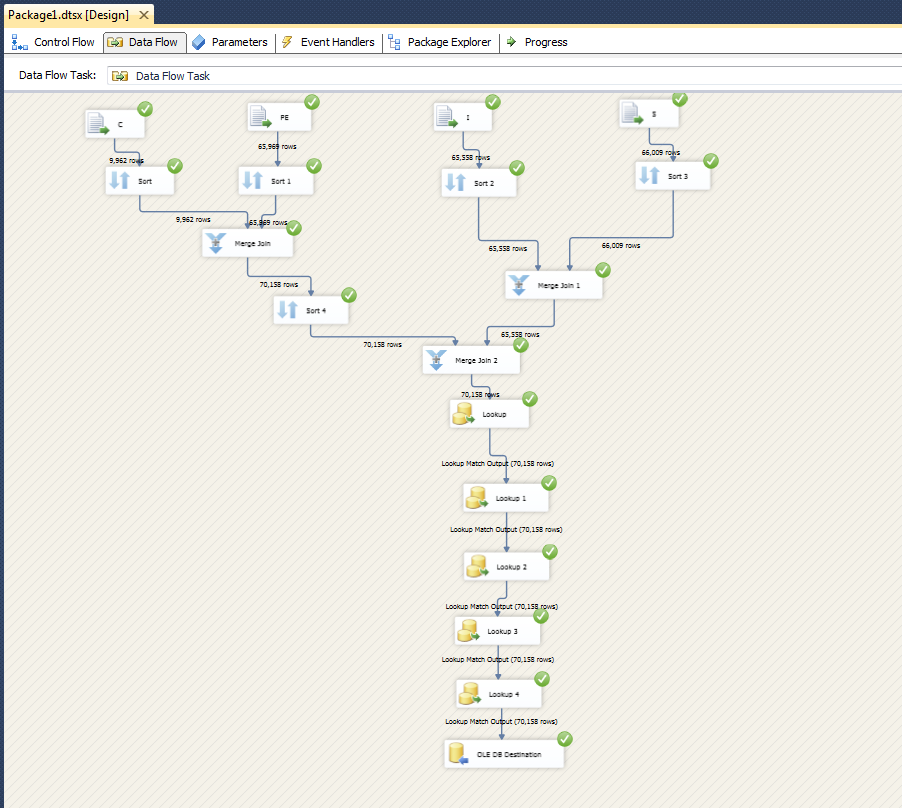 Package1.dtsx [Design]
Control Flow
Data Flow
Parameters
Event Handlers
Package Explorer
Progress
Data Flow Task:
Data Flow Task
C
PE
I
S
9,962 rows
65,969 rows
65,558 rows
66,009 rows
Sort
Sort 1
Sort 2
Sort 3
9,962 rows
65,969 rows
65,558 rows
66,009 rows
Merge Join
Merge Join 1
70,158 rows
Sort 4
70,158 rows
65,558 rows
Merge Join 2
70,158 rows
Lookup
Lookup Match Output (70,158 rows)
Lookup 1
Lookup Match Output (70,158 rows)
Lookup 2
Lookup Match Output (70,158 rows)
Lookup 3
Lookup Match Output (70,158 rows)
Lookup 4
Lookup Match Output (70,158 rows)
OLE DB Destination